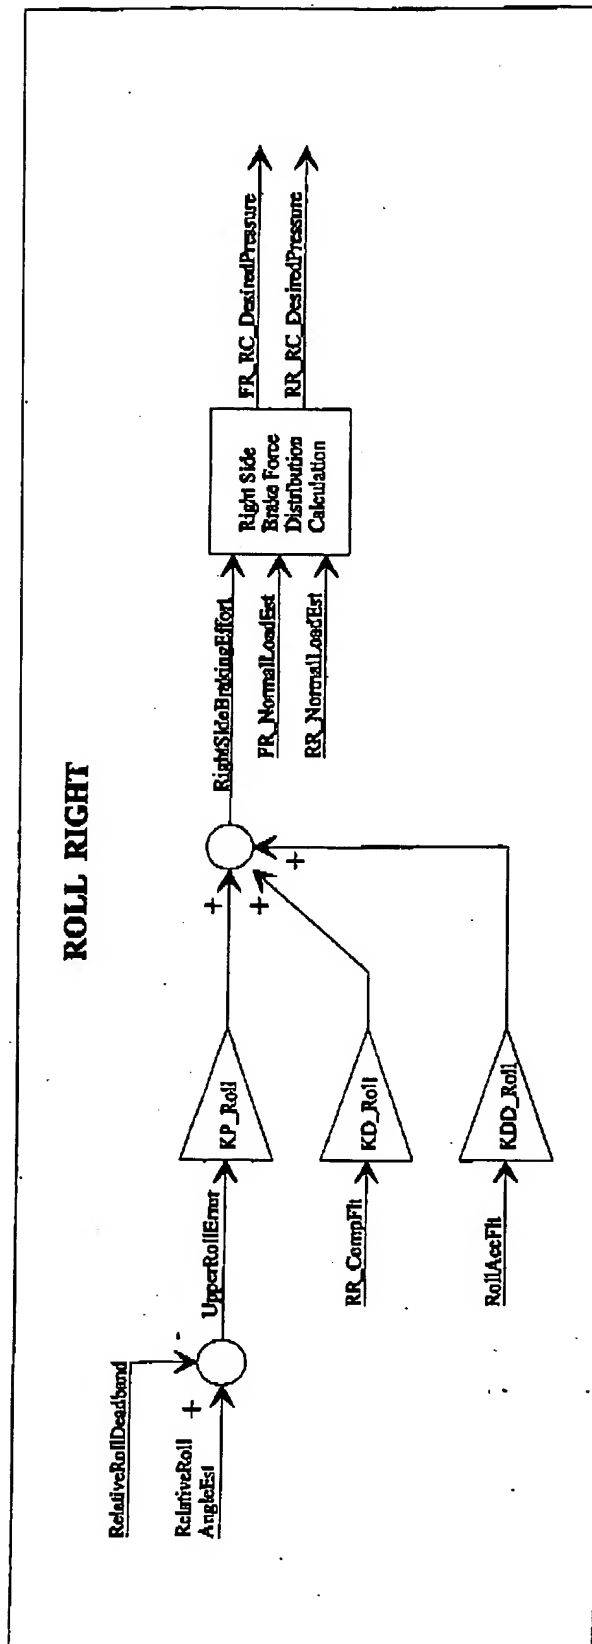 ROLL RIGHT
RelativeRollDeadband
-
+
RelativeRoll
AngleEst
UpperRollError
KP_Roll
RR_CompFlt
KD_Roll
RollAccFlt
KDD_Roll
+
+
+
RightSideBrakingEffort
FR_NormalLoadEst
RR_NormalLoadEst
Right Side
Brake Force
Distribution
Calculation
FR_RC_DesiredPressure
RR_RC_DesiredPressure